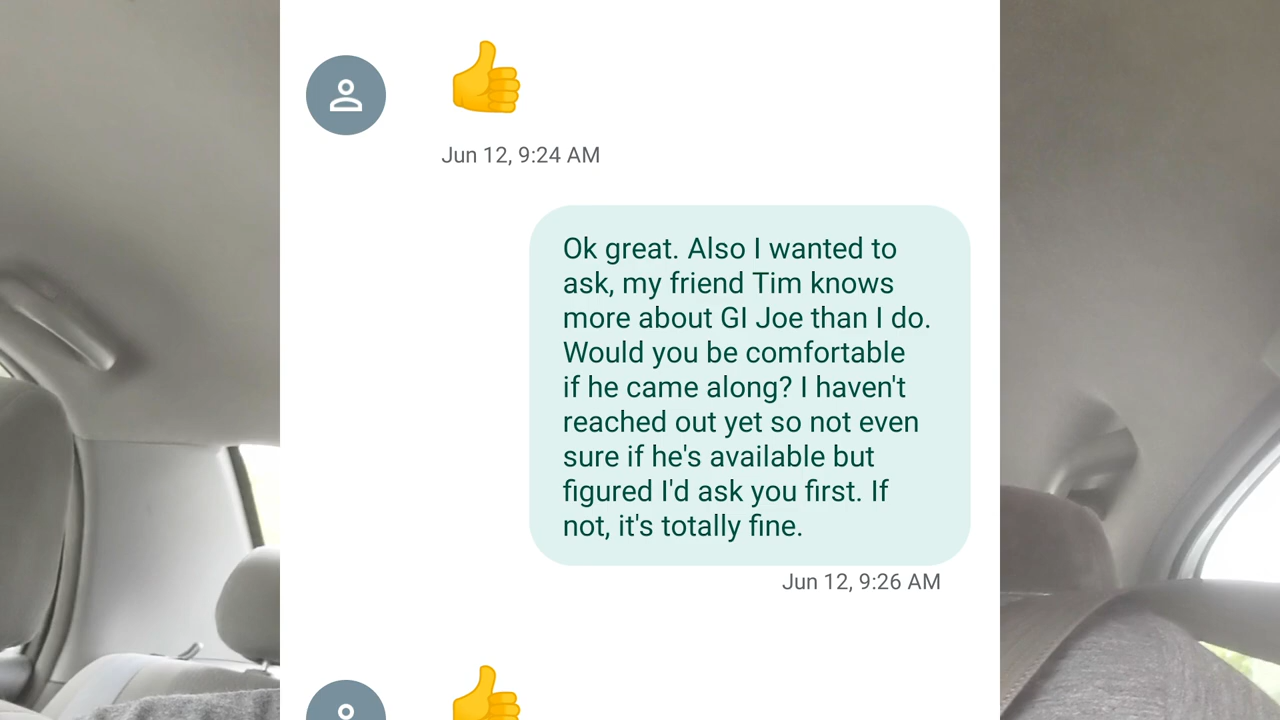 Jun 12, 9:24 AM
Ok great. Also I wanted to
ask, my friend Tim knows
more about GI Joe than I do.
Would you be comfortable
if he came along? I haven't
reached out yet so not even
sure if he's available but
figured I'd ask you first. If
not, it's totally fine.
Jun 12, 9:26 AM